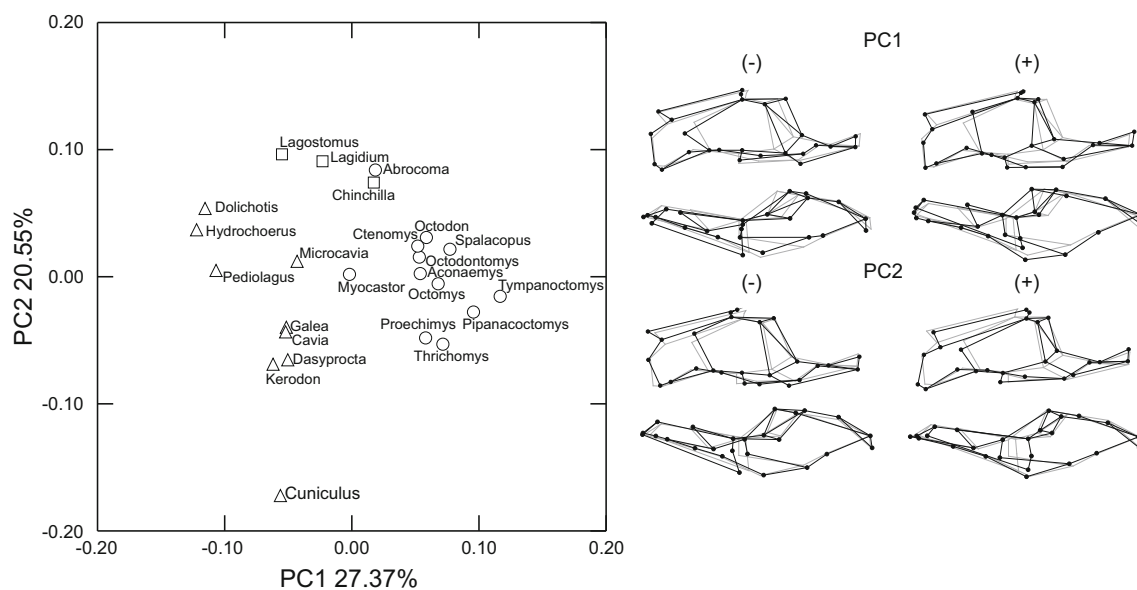 0.20
0.10
0.00
-0.10
-0.20
PC2 20.55%
Lagostomus
Lagidium
Abrocoma
Chinchilla
Dolichotis
Hydrochoerus
Ctenomys
Octodon
Spalacopus
Microcavia
Octodontomys
Pediolagus
Myocastor
Aconaemys
Octomys
Tympanoctomys
Galea
Cavia
Proechimys
Pipanacoctomys
Dasyprocta
Thrichomys
Kerodon
Cuniculus
-0.20
-0.10
0.00
0.10
0.20
PC1 27.37%
PC1
(-)
(+)
PC2
(-)
(+)